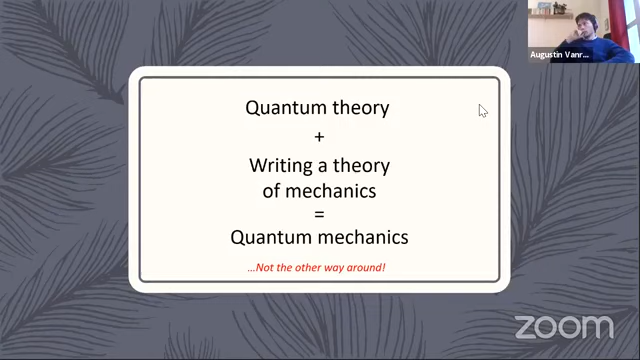 Augustin Vanr...
Quantum theory
+
Writing a theory
of mechanics
=
Quantum mechanics
...Not the other way around!
zoom